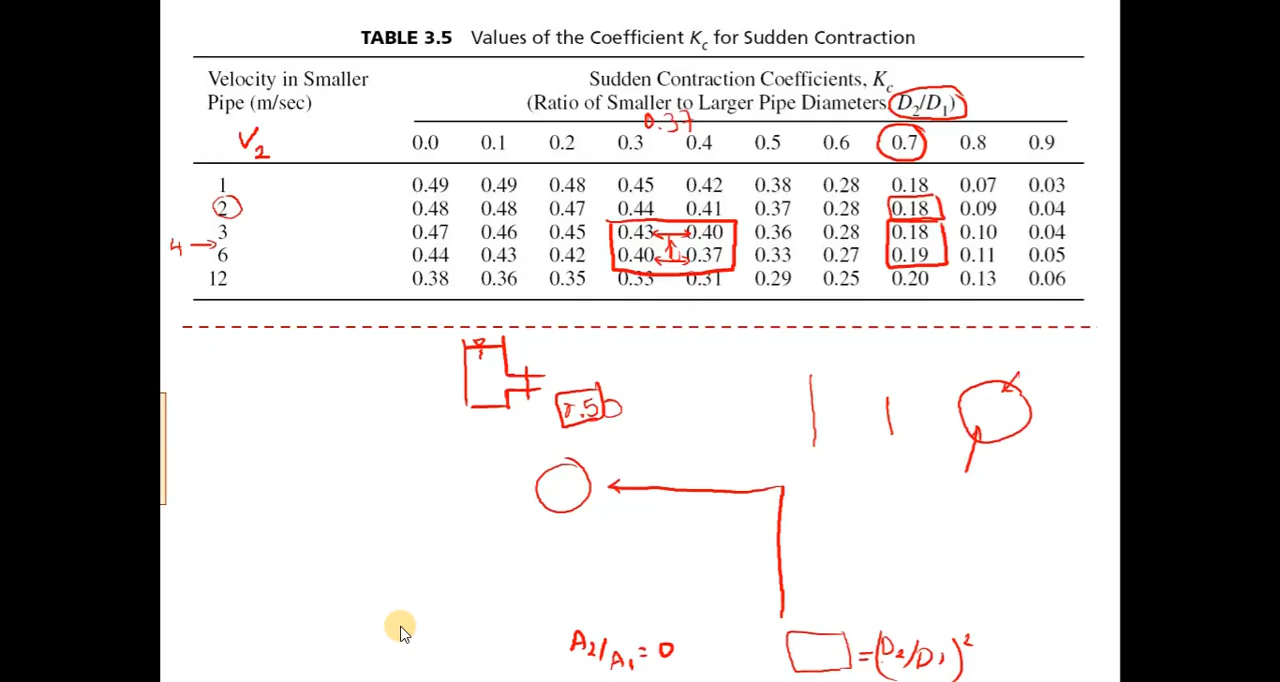 TABLE 3.5 Values of the Coefficient Kc for Sudden Contraction
Velocity in Smaller Sudden Contraction Coefficients, Kc
Pipe (m/sec) (Ratio of Smaller to Larger Pipe Diameters, D2/D1)
0.37
V2 0.0 0.1 0.2 0.3 0.4 0.5 0.6 0.7 0.8 0.9
1 0.49 0.49 0.48 0.45 0.42 0.38 0.28 0.18 0.07 0.03
2 0.48 0.48 0.47 0.44 0.41 0.37 0.28 0.18 0.09 0.04
3 0.47 0.46 0.45 0.43 0.40 0.36 0.28 0.18 0.10 0.04
4
6 0.44 0.43 0.42 0.40 0.37 0.33 0.27 0.19 0.11 0.05
12 0.38 0.36 0.35 0.33 0.31 0.29 0.25 0.20 0.13 0.06
A2/A1 = 0
= (D2/D1)²